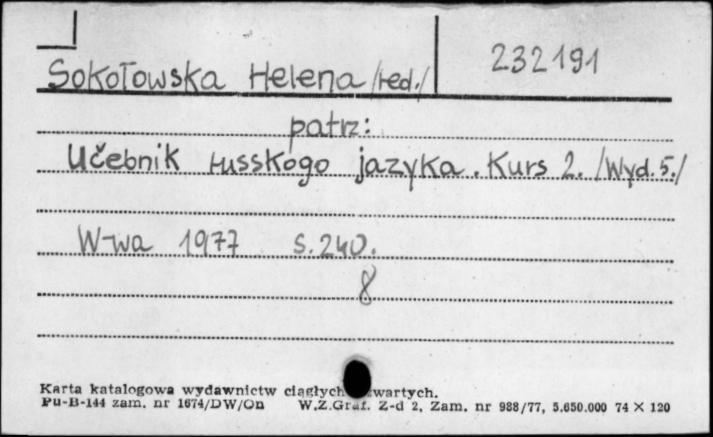 Sokołowska Helena /red./ 232191
patrz:
Učebnik russkogo jazyka. Kurs 2. /Wyd. 5./
W-wa 1977 s. 240.
8
Karta katalogowa wydawnictw ciągłych
Pu-B-144 zam. nr 1674/DW/On W.Z.Graf. Z-d 2, Zam. nr 988/77, 5.650.000 74 × 120